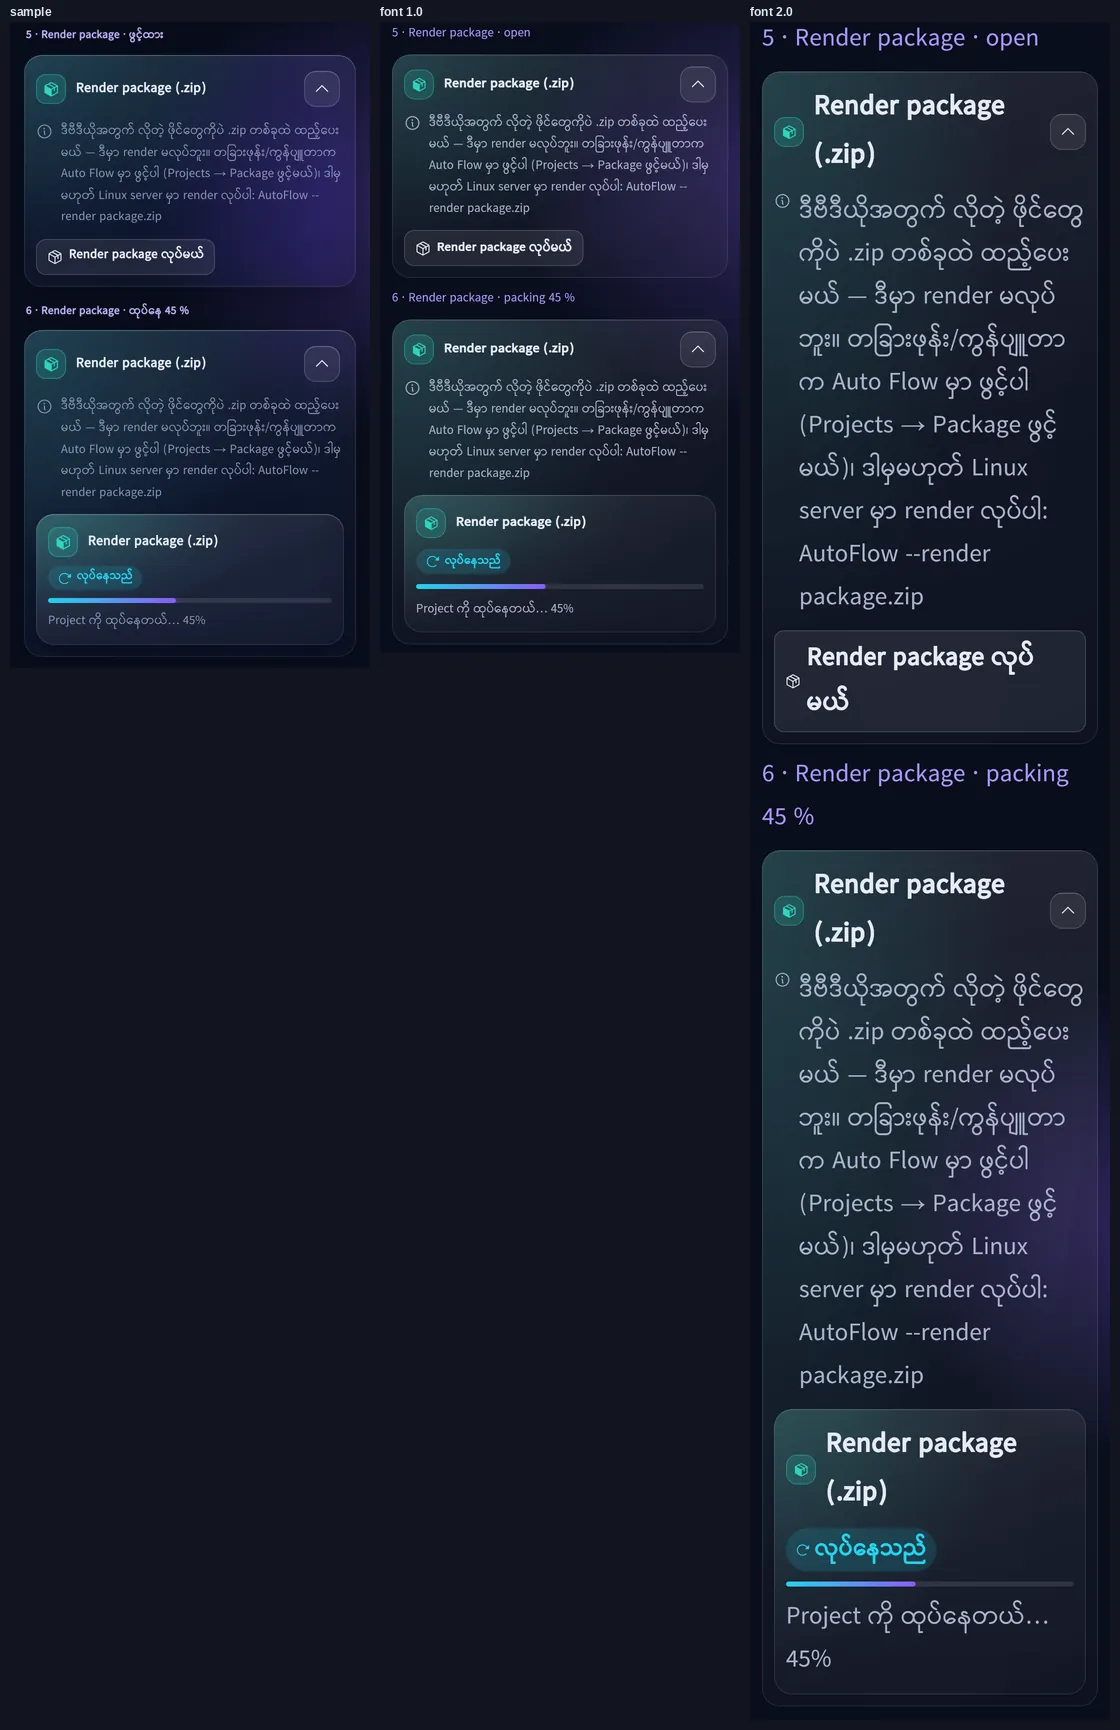 sample
5 · Render package · ဖွင့်ထား
Render package (.zip)
ဒီဗီဒီယိုအတွက် လိုတဲ့ ဖိုင်တွေကိုပဲ .zip တစ်ခုထဲ ထည့်ပေး
မယ် — ဒီမှာ render မလုပ်ဘူး။ တခြားဖုန်း/ကွန်ပျူတာက
Auto Flow မှာ ဖွင့်ပါ (Projects → Package ဖွင့်မယ်)၊ ဒါမှ
မဟုတ် Linux server မှာ render လုပ်ပါ: AutoFlow --
render package.zip
Render package လုပ်မယ်
6 · Render package · ထုပ်နေ 45 %
Render package (.zip)
ဒီဗီဒီယိုအတွက် လိုတဲ့ ဖိုင်တွေကိုပဲ .zip တစ်ခုထဲ ထည့်ပေး
မယ် — ဒီမှာ render မလုပ်ဘူး။ တခြားဖုန်း/ကွန်ပျူတာက
Auto Flow မှာ ဖွင့်ပါ (Projects → Package ဖွင့်မယ်)၊ ဒါမှ
မဟုတ် Linux server မှာ render လုပ်ပါ: AutoFlow --
render package.zip
Render package (.zip)
လုပ်နေသည်
Project ကို ထုပ်နေတယ်… 45%
font 1.0
5 · Render package · open
Render package (.zip)
ဒီဗီဒီယိုအတွက် လိုတဲ့ ဖိုင်တွေကိုပဲ .zip တစ်ခုထဲ ထည့်ပေး
မယ် — ဒီမှာ render မလုပ်ဘူး။ တခြားဖုန်း/ကွန်ပျူတာက
Auto Flow မှာ ဖွင့်ပါ (Projects → Package ဖွင့်မယ်)၊ ဒါမှ
မဟုတ် Linux server မှာ render လုပ်ပါ: AutoFlow --
render package.zip
Render package လုပ်မယ်
6 · Render package · packing 45 %
Render package (.zip)
ဒီဗီဒီယိုအတွက် လိုတဲ့ ဖိုင်တွေကိုပဲ .zip တစ်ခုထဲ ထည့်ပေး
မယ် — ဒီမှာ render မလုပ်ဘူး။ တခြားဖုန်း/ကွန်ပျူတာက
Auto Flow မှာ ဖွင့်ပါ (Projects → Package ဖွင့်မယ်)၊ ဒါမှ
မဟုတ် Linux server မှာ render လုပ်ပါ: AutoFlow --
render package.zip
Render package (.zip)
လုပ်နေသည်
Project ကို ထုပ်နေတယ်… 45%
font 2.0
5 · Render package · open
Render package
(.zip)
ဒီဗီဒီယိုအတွက် လိုတဲ့ ဖိုင်တွေ
ကိုပဲ .zip တစ်ခုထဲ ထည့်ပေး
မယ် — ဒီမှာ render မလုပ်
ဘူး။ တခြားဖုန်း/ကွန်ပျူတာ
က Auto Flow မှာ ဖွင့်ပါ
(Projects → Package ဖွင့်
မယ်)၊ ဒါမှမဟုတ် Linux
server မှာ render လုပ်ပါ:
AutoFlow --render
package.zip
Render package လုပ်
မယ်
6 · Render package · packing
45 %
Render package
(.zip)
ဒီဗီဒီယိုအတွက် လိုတဲ့ ဖိုင်တွေ
ကိုပဲ .zip တစ်ခုထဲ ထည့်ပေး
မယ် — ဒီမှာ render မလုပ်
ဘူး။ တခြားဖုန်း/ကွန်ပျူတာ
က Auto Flow မှာ ဖွင့်ပါ
(Projects → Package ဖွင့်
မယ်)၊ ဒါမှမဟုတ် Linux
server မှာ render လုပ်ပါ:
AutoFlow --render
package.zip
Render package
(.zip)
လုပ်နေသည်
Project ကို ထုပ်နေတယ်…
45%